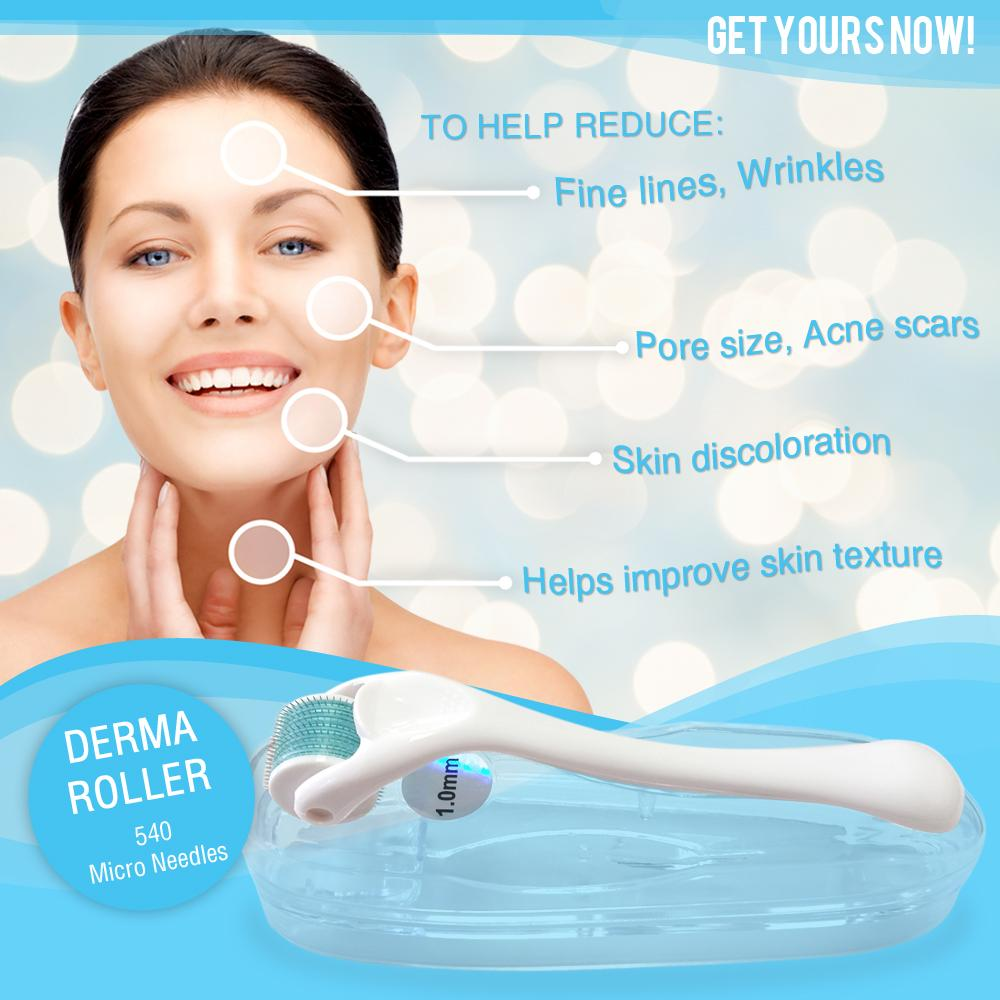 GET YOURS NOW!
TO HELP REDUCE:
Fine lines, Wrinkles
Pore size, Acne scars
Skin discoloration
Helps improve skin texture
DERMA
ROLLER
540
Micro Needles
1.0mm